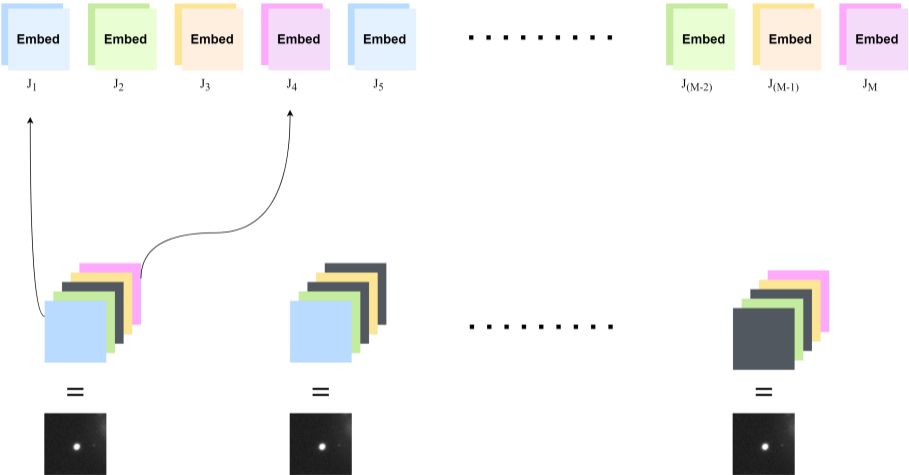 Embed Embed Embed Embed Embed Embed Embed Embed
J1 J2 J3 J4 J5 J(M-2) J(M-1) JM
= = =